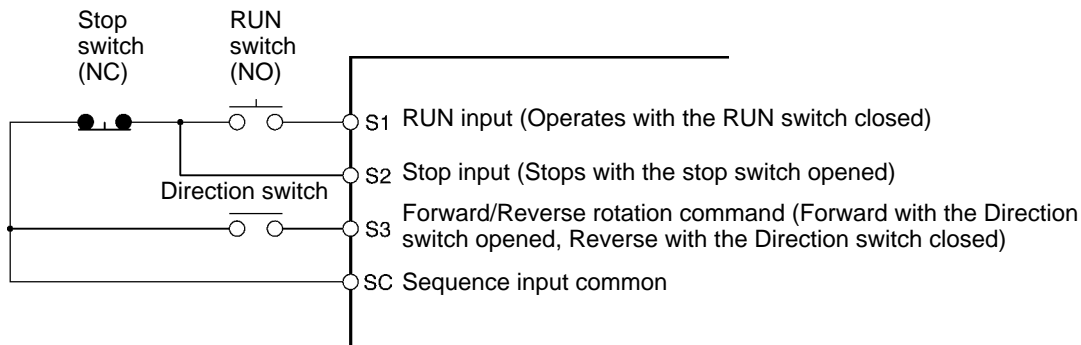 Stop
switch
(NC)
RUN
switch
(NO)
S1 RUN input (Operates with the RUN switch closed)
S2 Stop input (Stops with the stop switch opened)
Direction switch
S3 Forward/Reverse rotation command (Forward with the Direction
switch opened, Reverse with the Direction switch closed)
SC Sequence input common